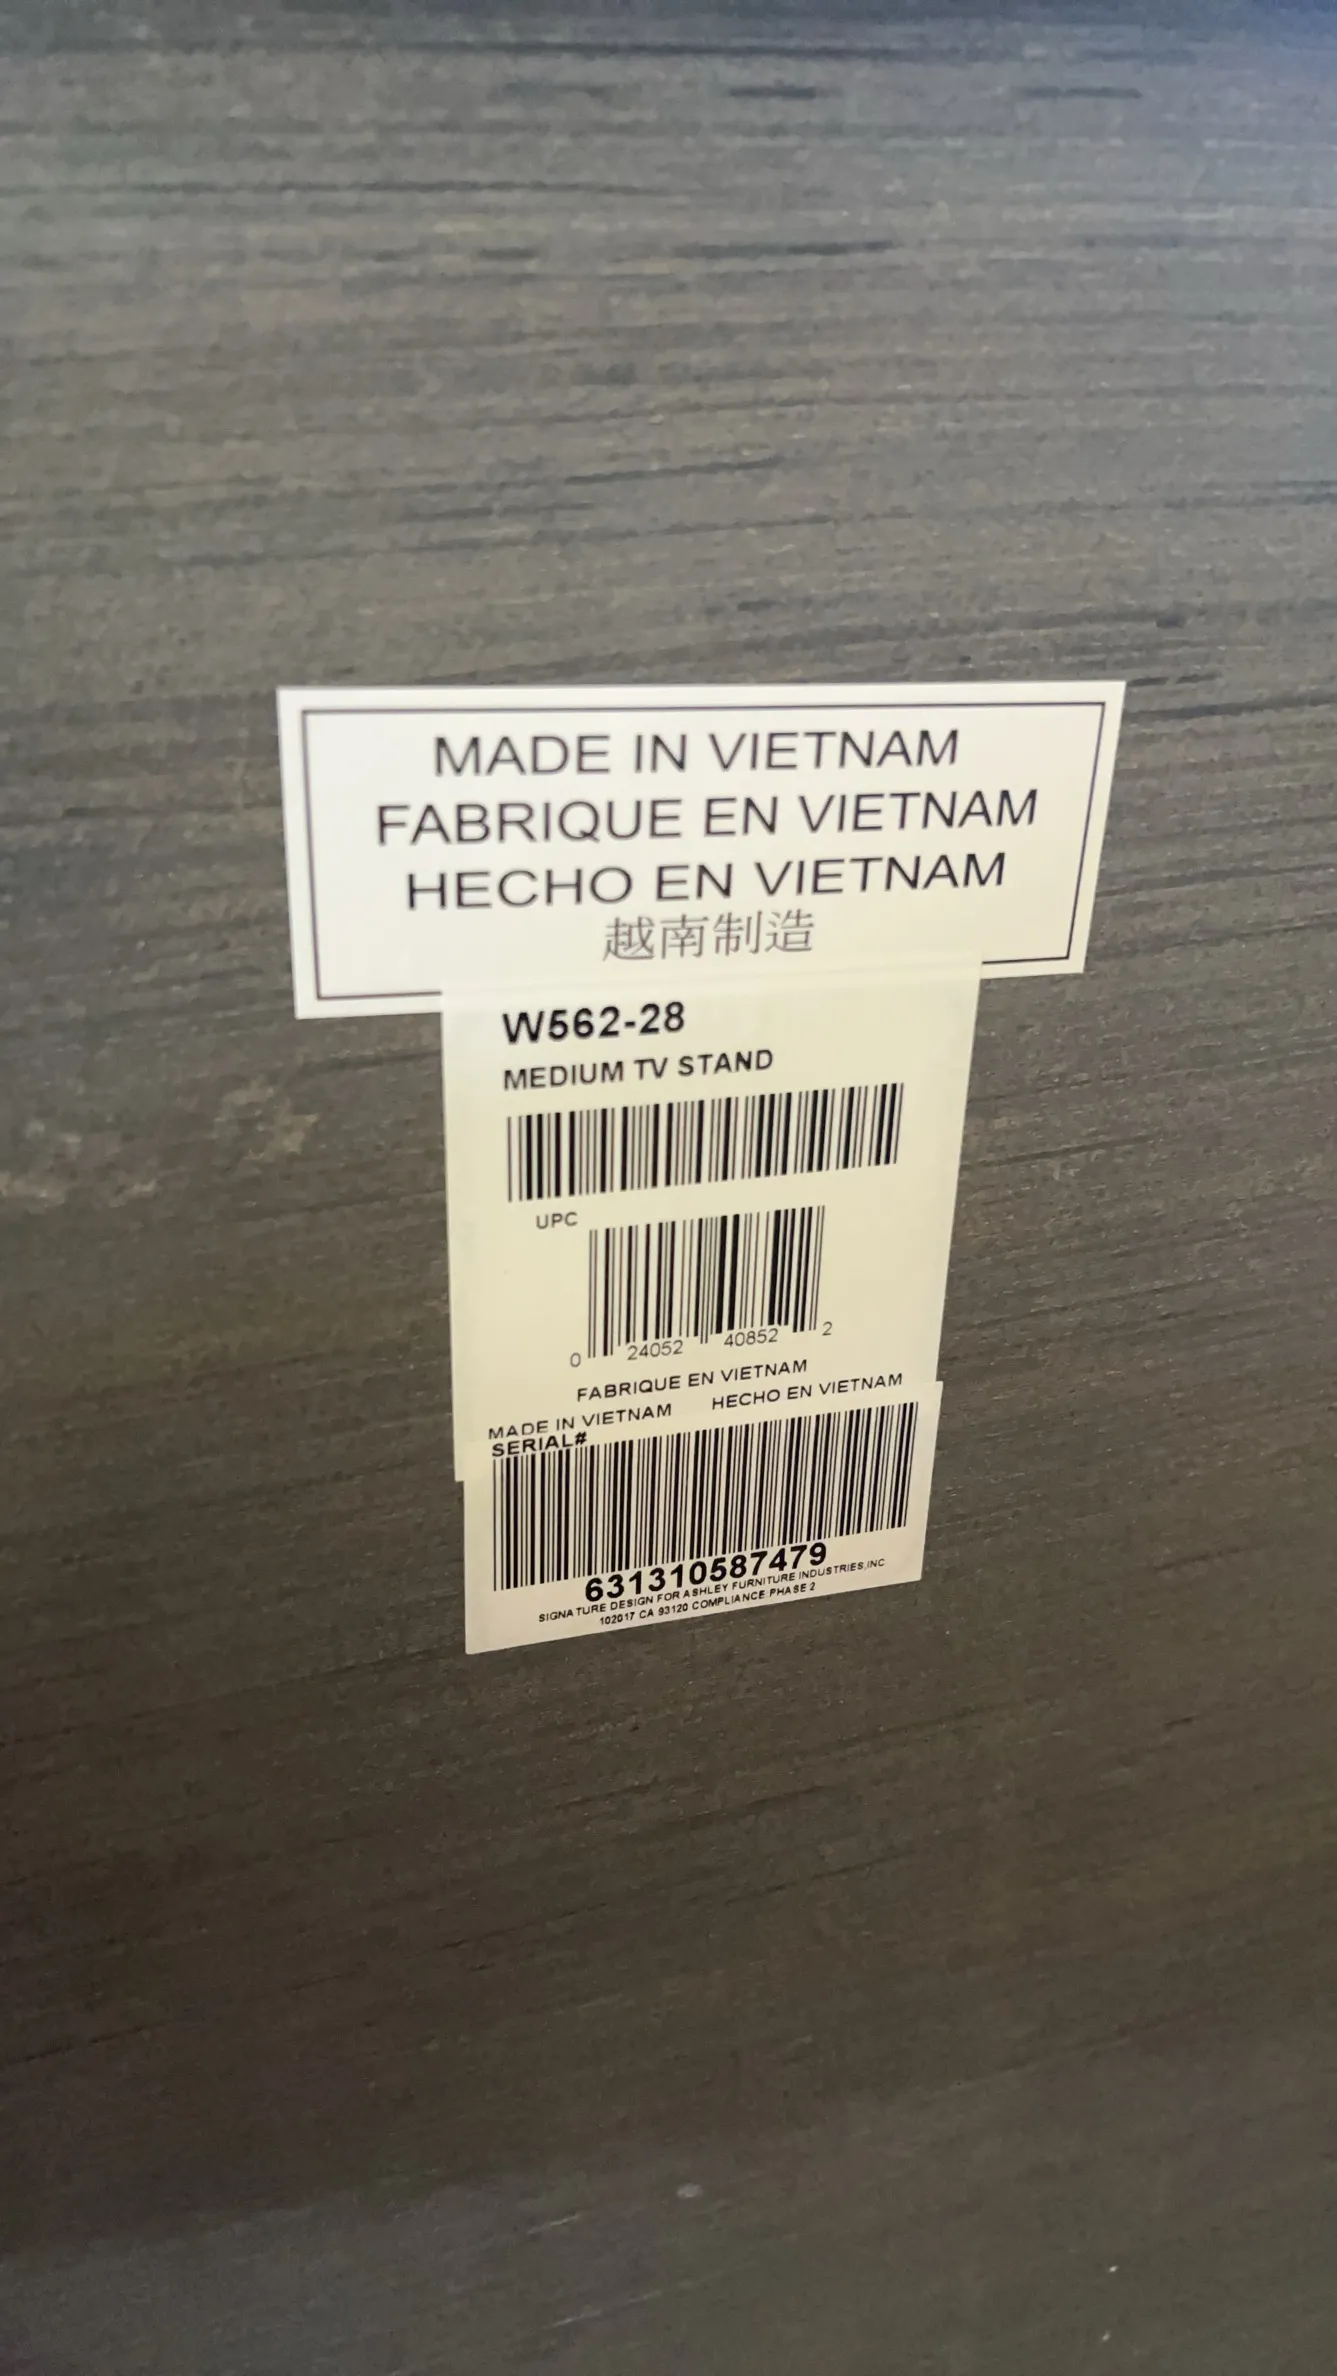 MADE IN VIETNAM
FABRIQUE EN VIETNAM
HECHO EN VIETNAM
越南制造
W562-28
MEDIUM TV STAND
UPC
0 24052 40852 2
FABRIQUE EN VIETNAM
MADE IN VIETNAM HECHO EN VIETNAM
SERIAL#
631310587479
SIGNATURE DESIGN FOR ASHLEY FURNITURE INDUSTRIES,INC
102017 CA 93120 COMPLIANCE PHASE 2